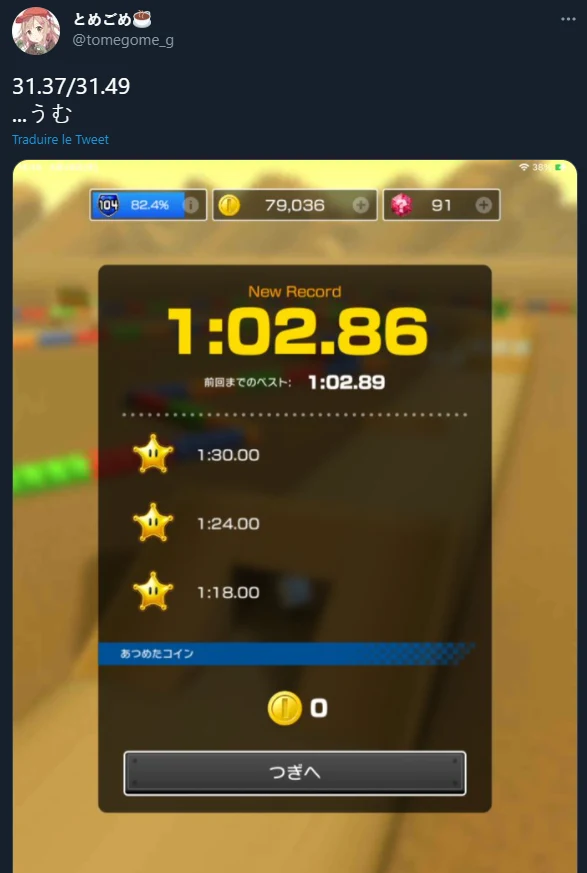 とめごめ☕
@tomegome_g
31.37/31.49
...うむ
Traduire le Tweet
38%
104 82.4% i 79,036 + 91 +
New Record
1:02.86
前回までのベスト: 1:02.89
1:30.00
1:24.00
1:18.00
あつめたコイン
0
つぎへ